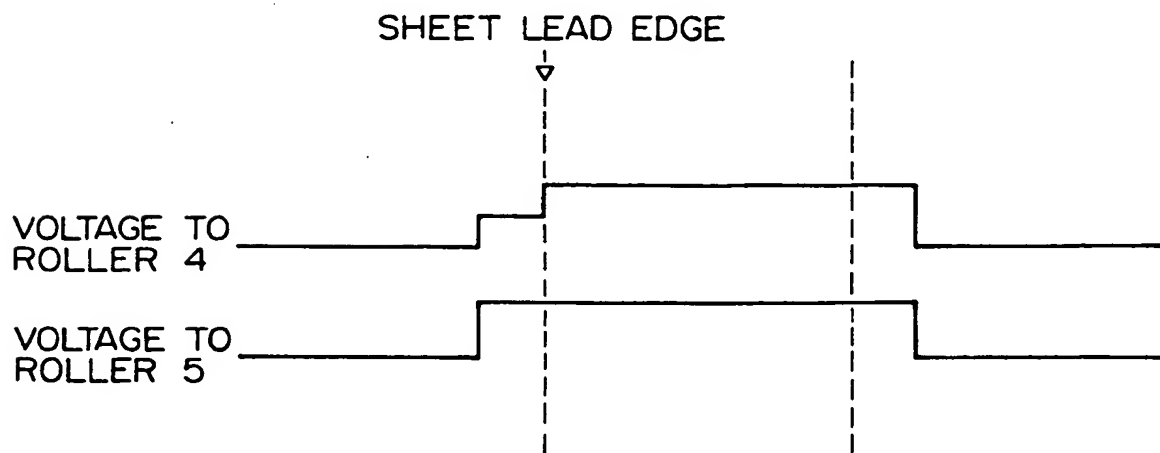 SHEET LEAD EDGE
VOLTAGE TO
ROLLER 4
VOLTAGE TO
ROLLER 5